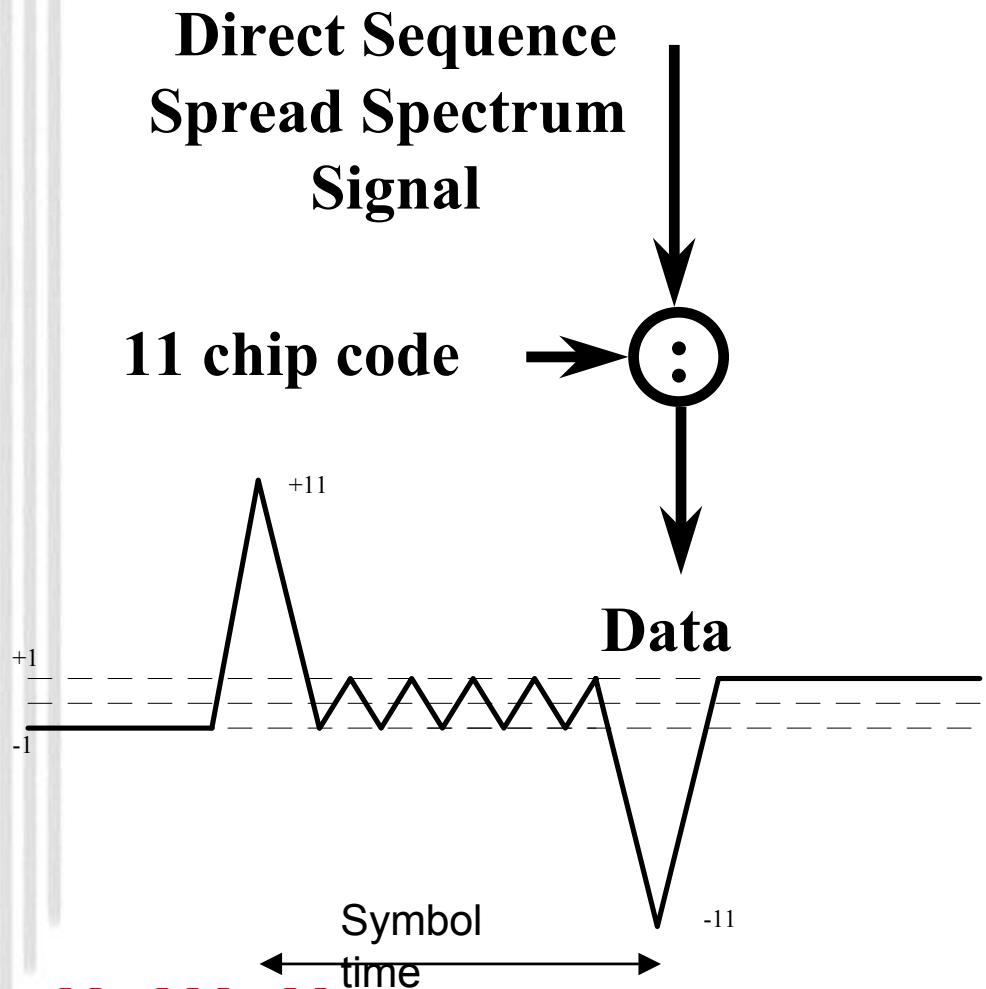 Direct Sequence
Spread Spectrum
Signal
11 chip code
:
+11
Data
+1
-1
-11
Symbol
time